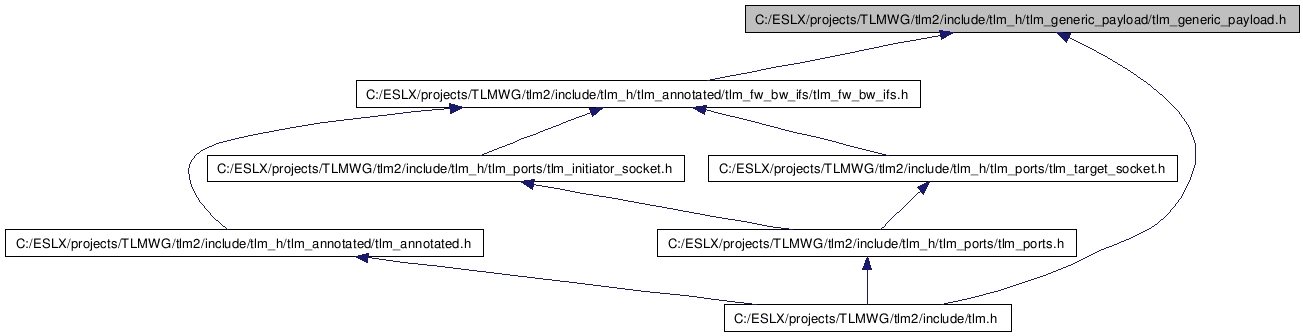 C:/ESLX/projects/TLMWG/tlm2/include/tlm_h/tlm_generic_payload/tlm_generic_payload.h
C:/ESLX/projects/TLMWG/tlm2/include/tlm_h/tlm_annotated/tlm_fw_bw_ifs/tlm_fw_bw_ifs.h
C:/ESLX/projects/TLMWG/tlm2/include/tlm_h/tlm_ports/tlm_initiator_socket.h
C:/ESLX/projects/TLMWG/tlm2/include/tlm_h/tlm_ports/tlm_target_socket.h
C:/ESLX/projects/TLMWG/tlm2/include/tlm_h/tlm_annotated/tlm_annotated.h
C:/ESLX/projects/TLMWG/tlm2/include/tlm_h/tlm_ports/tlm_ports.h
C:/ESLX/projects/TLMWG/tlm2/include/tlm.h